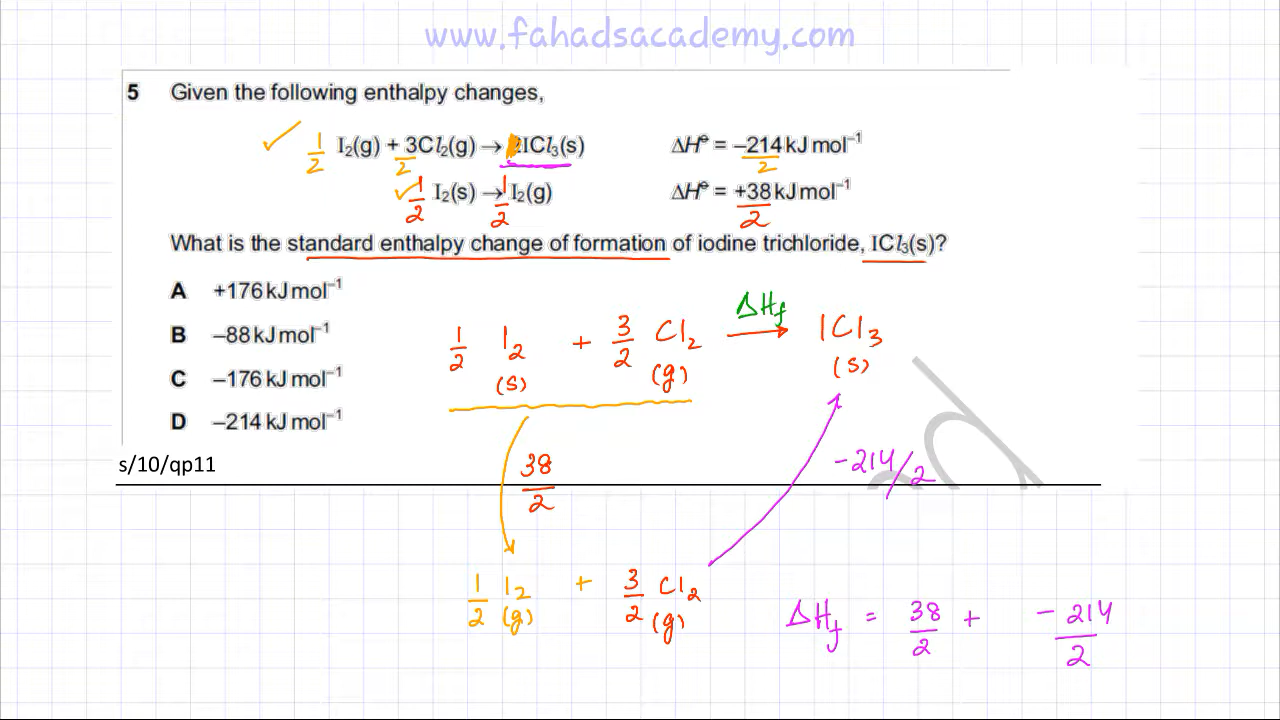 www.fahadsacademy.com
5 Given the following enthalpy changes,
1/2 I₂(g) + 3/2Cl₂(g) → 2ICl₃(s) ΔH° = –214/2 kJ mol⁻¹
1/2 I₂(s) → 1/2 I₂(g) ΔH° = +38/2 kJ mol⁻¹
What is the standard enthalpy change of formation of iodine trichloride, ICl₃(s)?
A +176 kJ mol⁻¹
B –88 kJ mol⁻¹
C –176 kJ mol⁻¹
D –214 kJ mol⁻¹
s/10/qp11
ΔHf
1/2 I₂ + 3/2 Cl₂ → ICl₃
(s) (g) (s)
38/2
-214/2
1/2 I₂ + 3/2 Cl₂
(g) (g)
ΔHf = 38/2 + -214/2